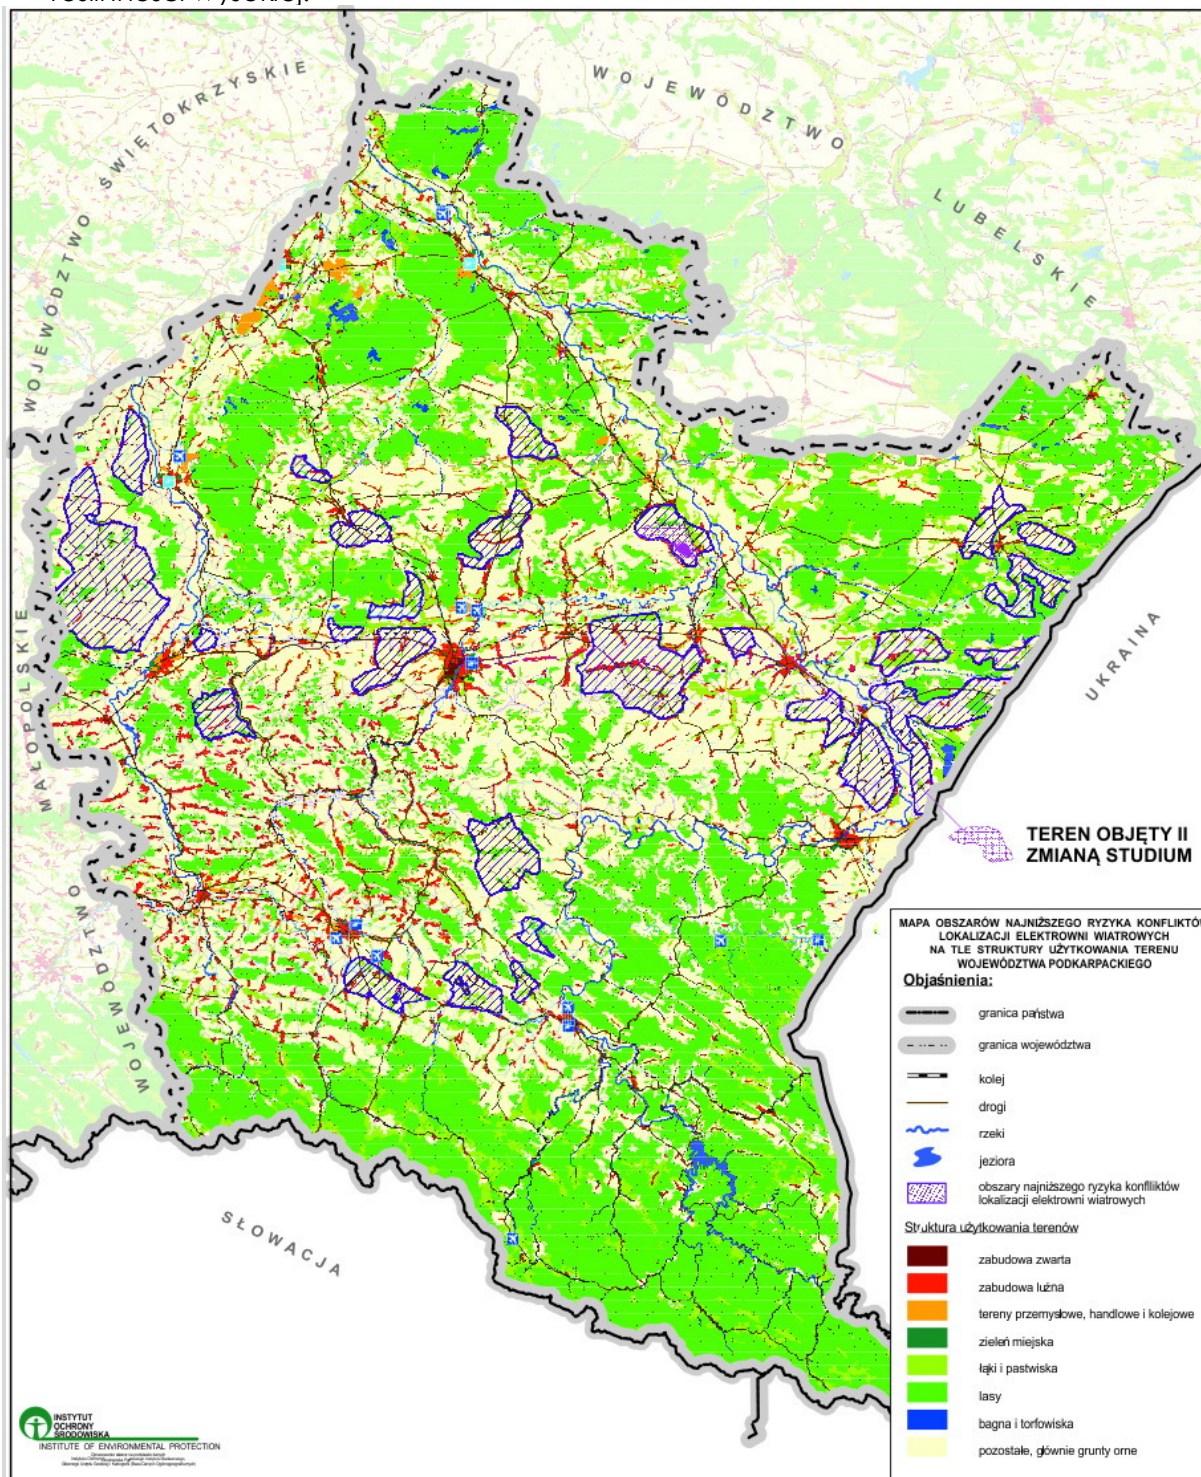 WOJEWÓDZTWO ŚWIĘTOKRZYSKIE
WOJEWÓDZTWO
LUBELSKIE
UKRAINA
WOJEWÓDZTWO
MAŁOPOLSKIE
SŁOWACJA
TEREN OBJĘTY II
ZMIANĄ STUDIUM
MAPA OBSZARÓW NAJNIŻSZEGO RYZYKA KONFLIKTÓ
LOKALIZACJI ELEKTROWNI WIATROWYCH
NA TLE STRUKTURY UŻYTKOWANIA TERENU
WOJEWÓDZTWA PODKARPACKIEGO
Objaśnienia:
granica państwa
granica województwa
kolej
drogi
rzeki
jeziora
obszary najniższego ryzyka konflliktów
lokalizacji elektrowni wiatrowych
Struktura użytkowania terenów
zabudowa zwarta
zabudowa luźna
tereny przemysłowe, handlowe i kolejowe
zieleń miejska
łąki i pastwiska
lasy
bagna i torfowiska
pozostałe, głównie grunty orne
INSTYTUT
OCHRONY
ŚRODOWISKA
INSTITUTE OF ENVIRONMENTAL PROTECTION